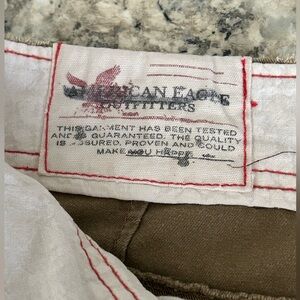 AMERICAN EAGLE
OUTFITTERS
THIS GARMENT HAS BEEN TESTED
AND IS GUARANTEED. THE QUALITY
IS ASSURED, PROVEN AND COULD
MAKE YOU HAPPY